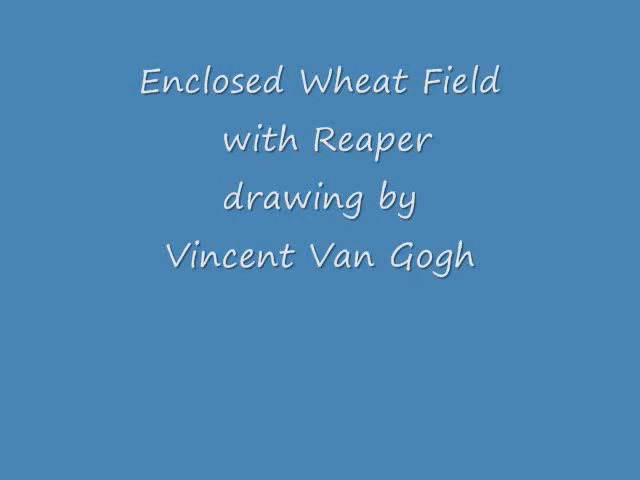 Enclosed Wheat Field
with Reaper
drawing by
Vincent Van Gogh